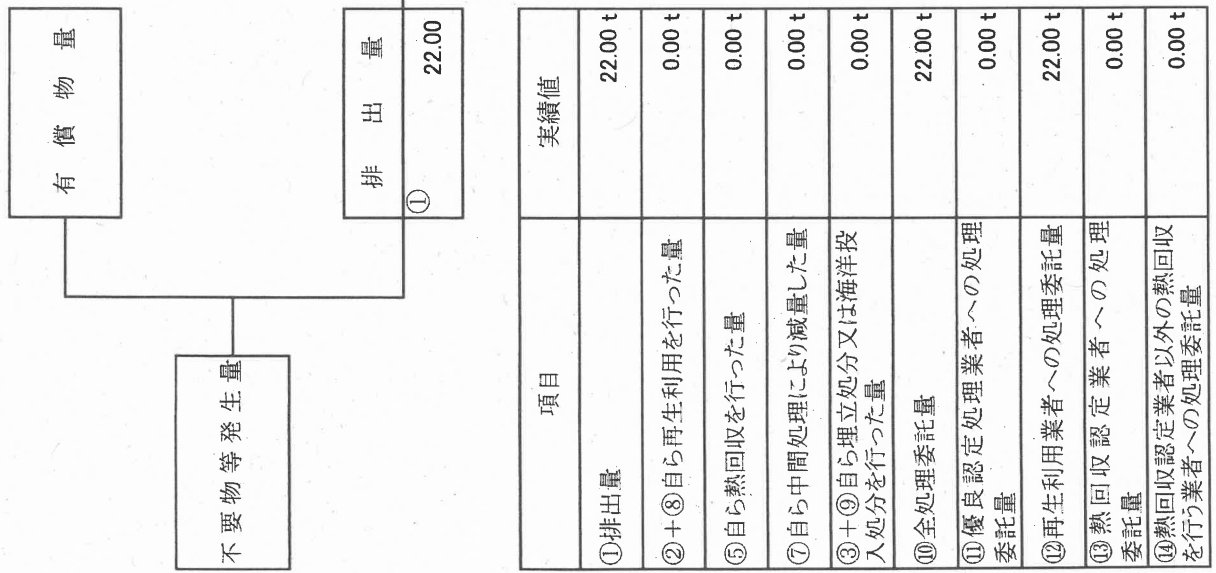 不要物等発生量
有償物量
排出量
①
22.00
項目
実績値
①排出量
22.00 t
②+⑧自ら再生利用を行った量
0.00 t
⑤自ら熱回収を行った量
0.00 t
⑦自ら中間処理により減量した量
0.00 t
③+⑨自ら埋立処分又は海洋投
入処分を行った量
0.00 t
⑩全処理委託量
22.00 t
⑪優良認定処理業者への処理
委託量
0.00 t
⑫再生利用業者への処理委託量
22.00 t
⑬熱回収認定業者への処理
委託量
0.00 t
⑭熱回収認定業者以外の熱回収
を行う業者への処理委託量
0.00 t